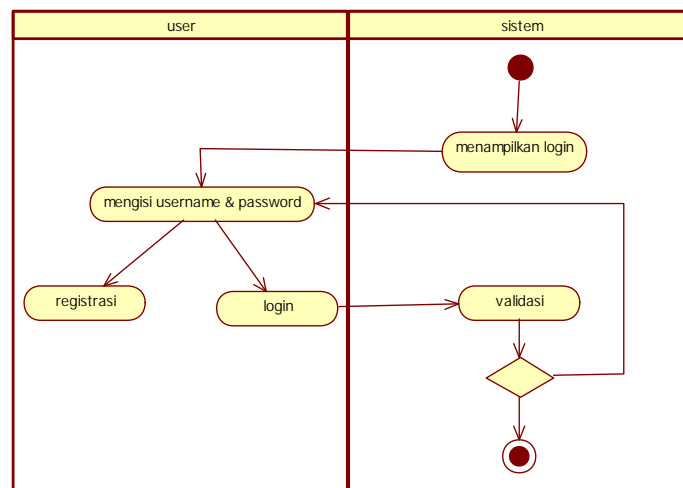 user
sistem
menampilkan login
mengisi username & password
registrasi
login
validasi